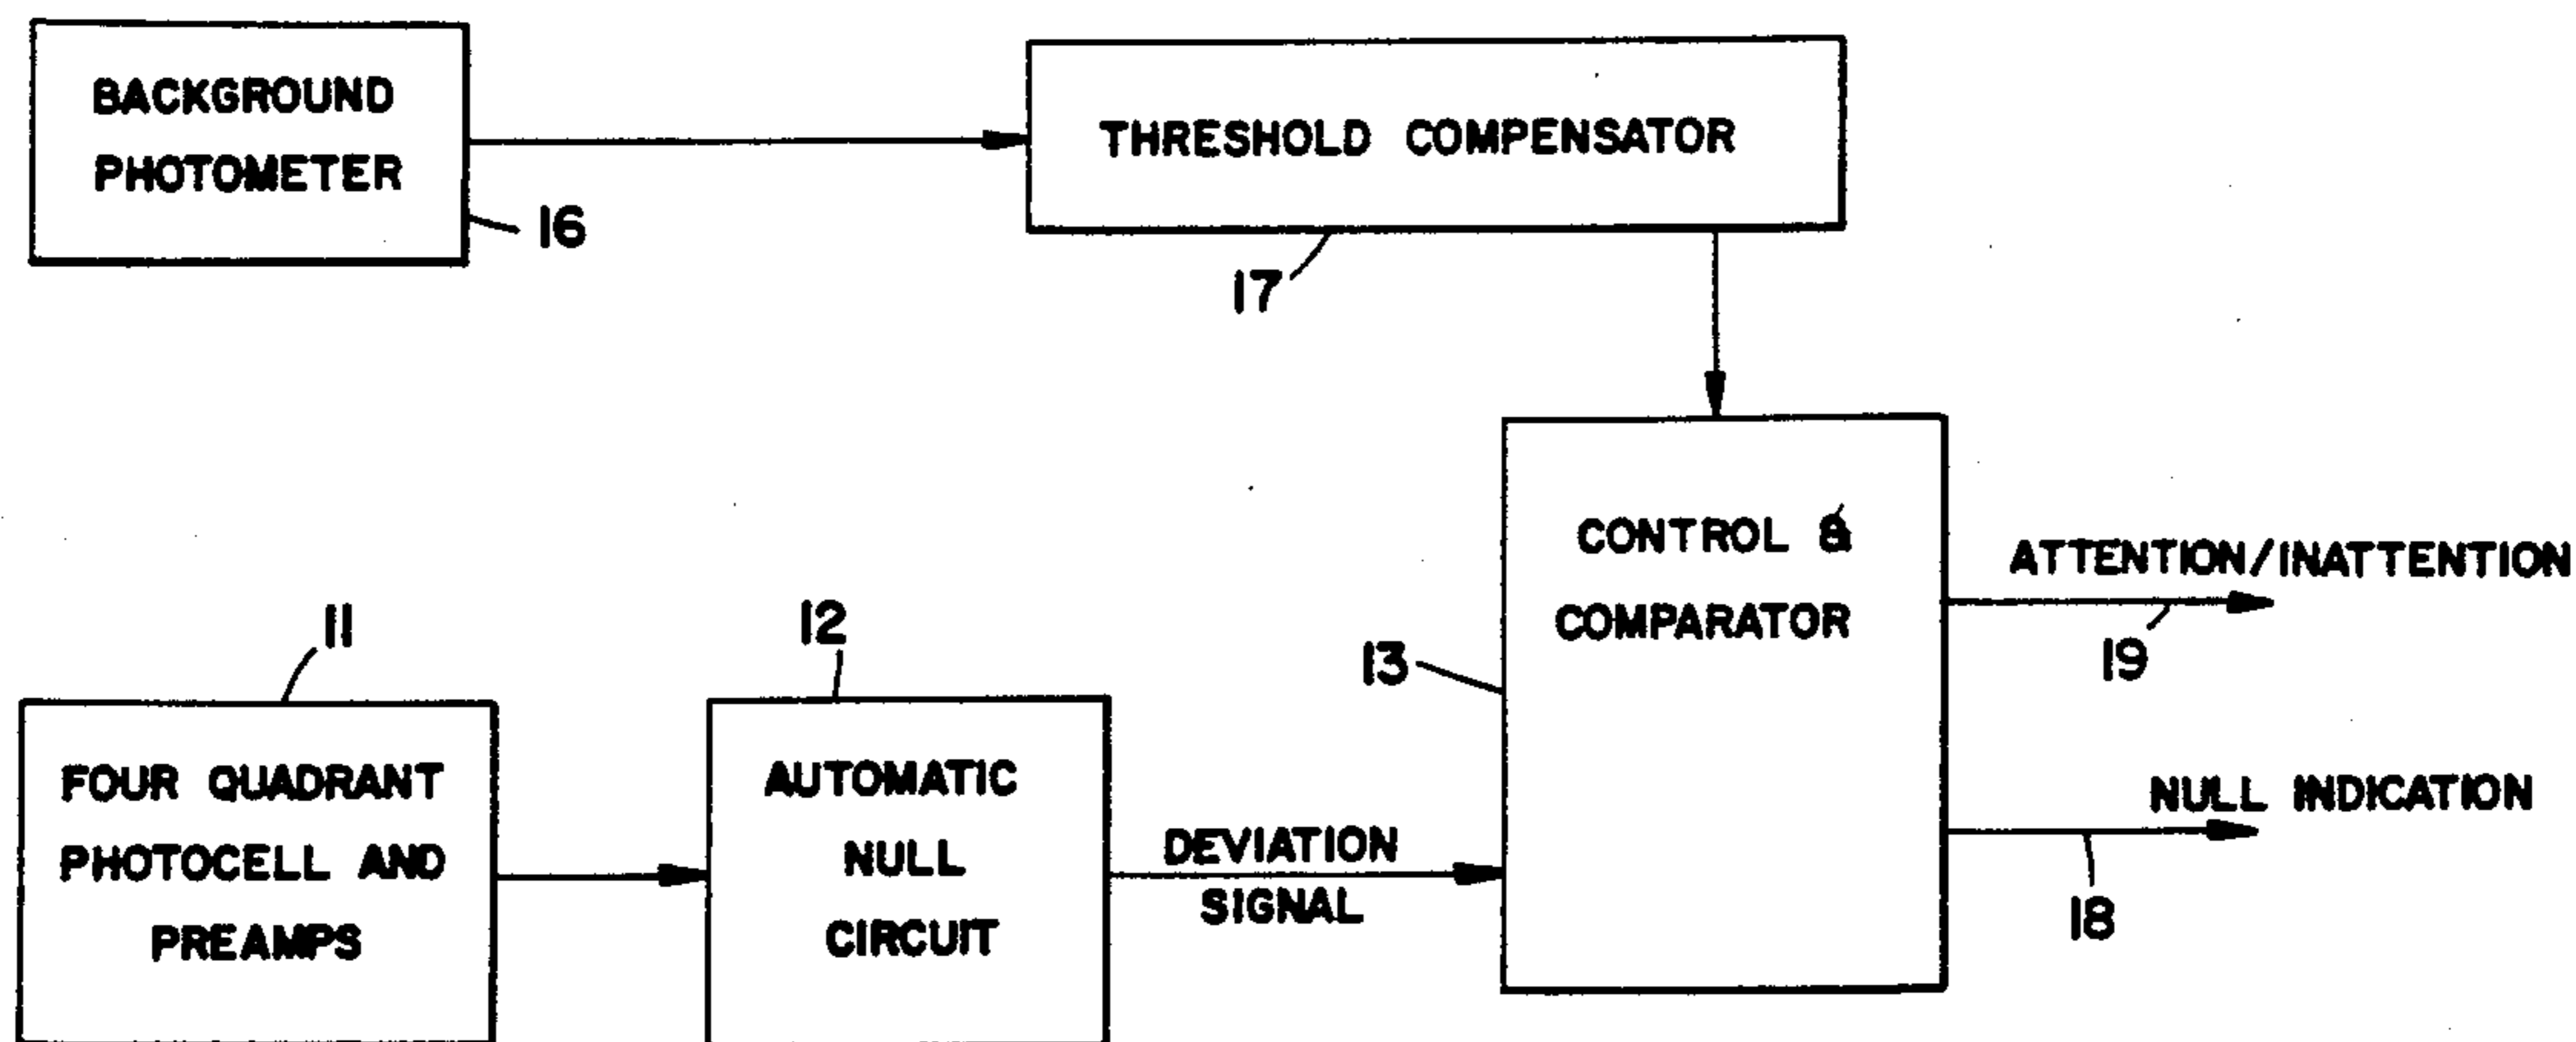 BACKGROUND
PHOTOMETER
16
THRESHOLD COMPENSATOR
17
CONTROL &
COMPARATOR
13
ATTENTION/INATTENTION
19
NULL INDICATION
18
11
FOUR QUADRANT
PHOTOCELL AND
PREAMPS
12
AUTOMATIC
NULL
CIRCUIT
DEVIATION
SIGNAL